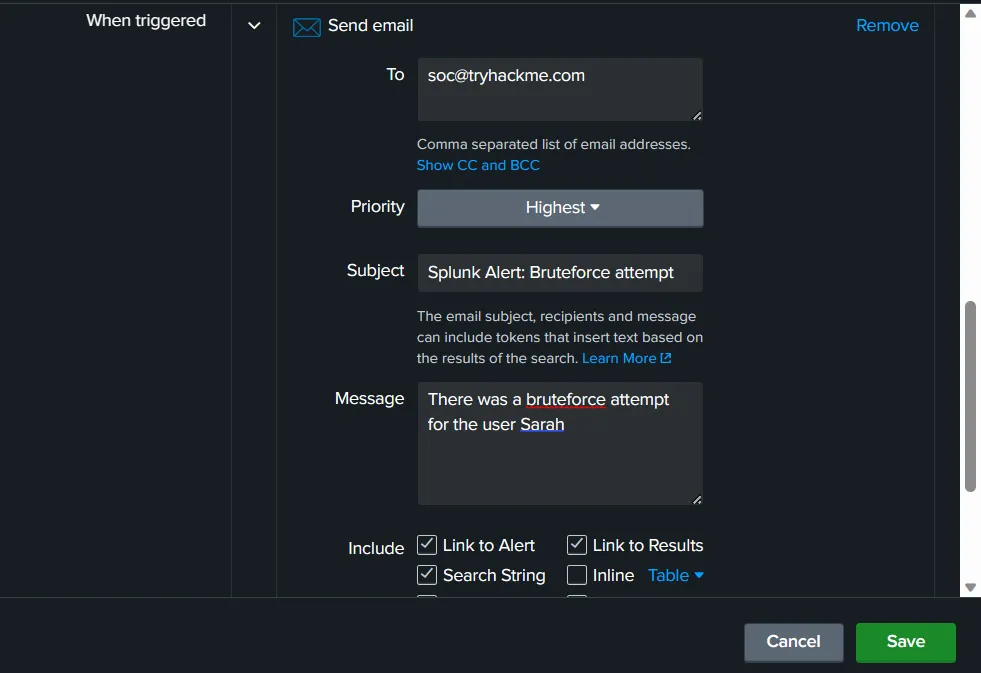 When triggered
Send email
Remove
To
soc@tryhackme.com
Comma separated list of email addresses.
Show CC and BCC
Priority
Highest
Subject
Splunk Alert: Bruteforce attempt
The email subject, recipients and message
can include tokens that insert text based on
the results of the search. Learn More
Message
There was a bruteforce attempt
for the user Sarah
Include
Link to Alert
Link to Results
Search String
Inline Table
Cancel
Save